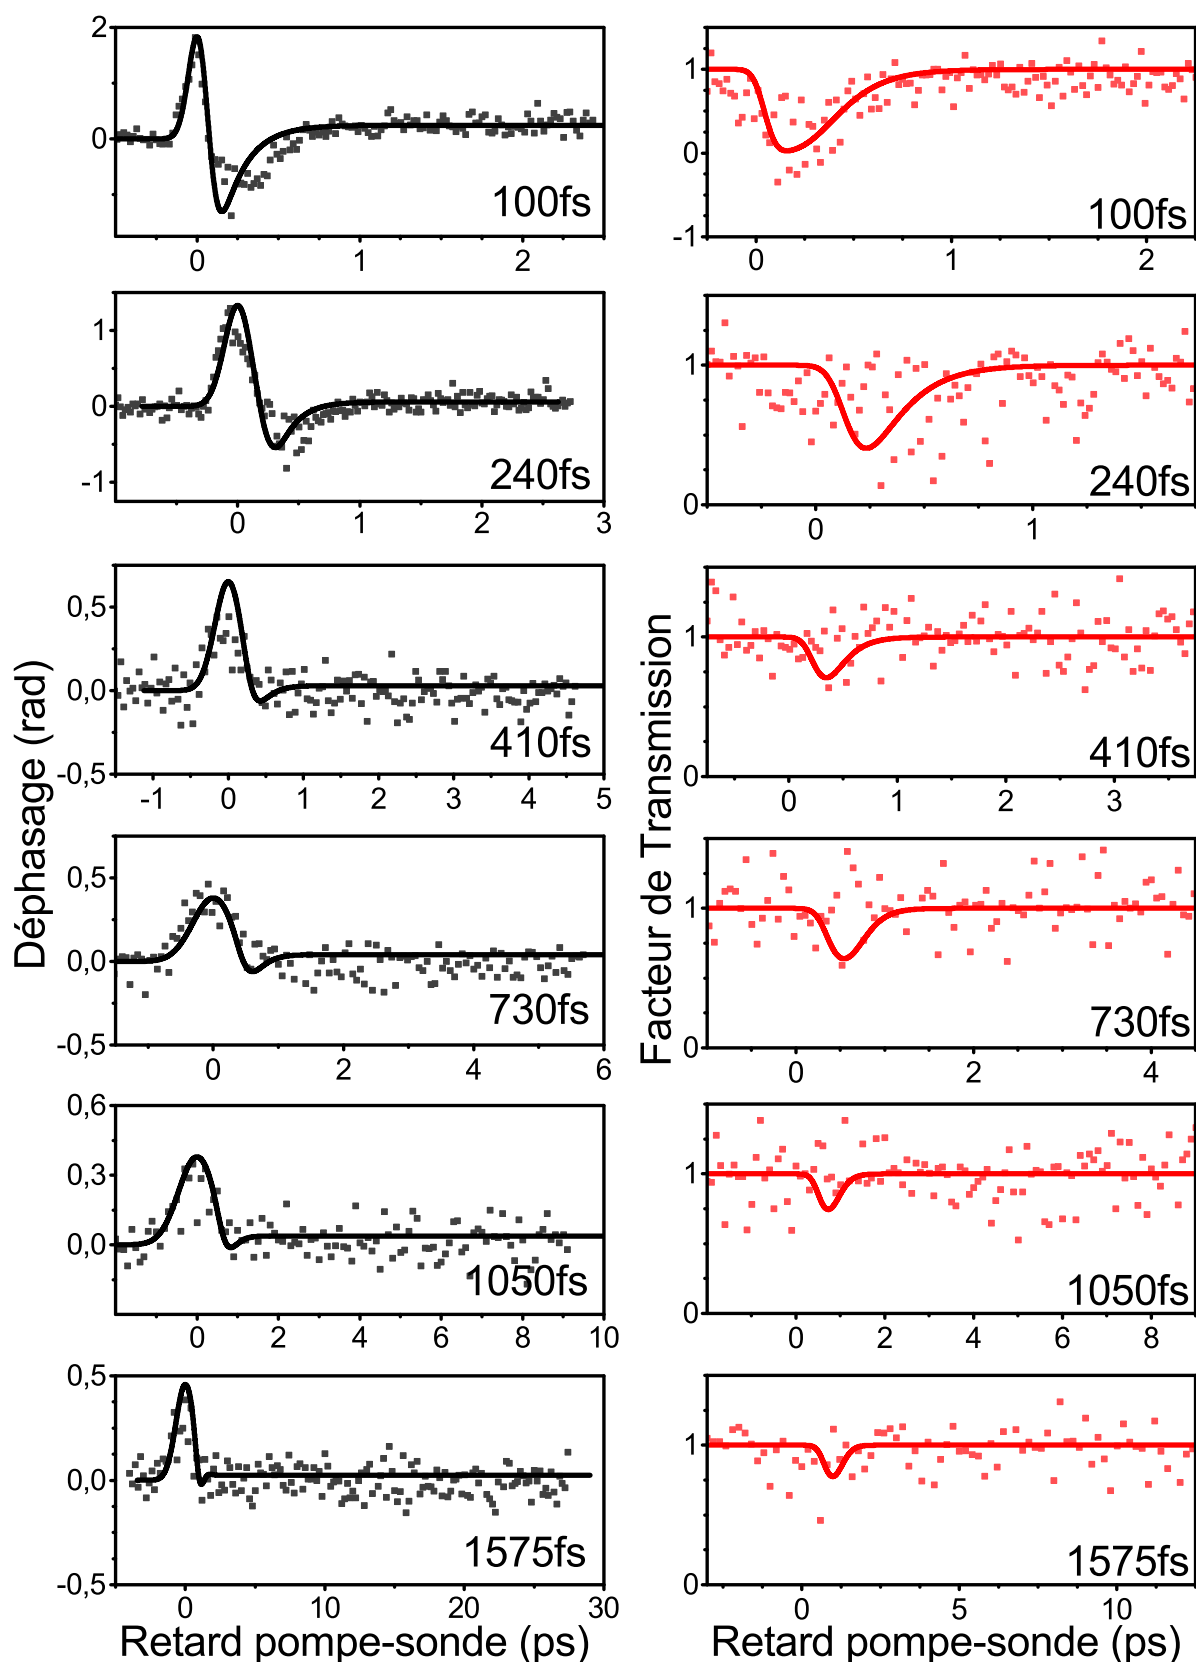 2
0
100fs
0 1 2
1
0
-1
100fs
0 1 2
1
0
-1
240fs
0 1 2 3
1
0
240fs
0 1
0,5
0,0
-0,5
410fs
-1 0 1 2 3 4 5
1
0
410fs
0 1 2 3
Déphasage (rad)
Facteur de Transmission
0,5
0,0
-0,5
730fs
0 2 4 6
1
0
730fs
0 2 4
0,6
0,3
0,0
1050fs
0 2 4 6 8 10
1
0
1050fs
0 2 4 6 8
0,5
0,0
-0,5
1575fs
0 10 20 30
1
0
1575fs
0 5 10
Retard pompe-sonde (ps)
Retard pompe-sonde (ps)